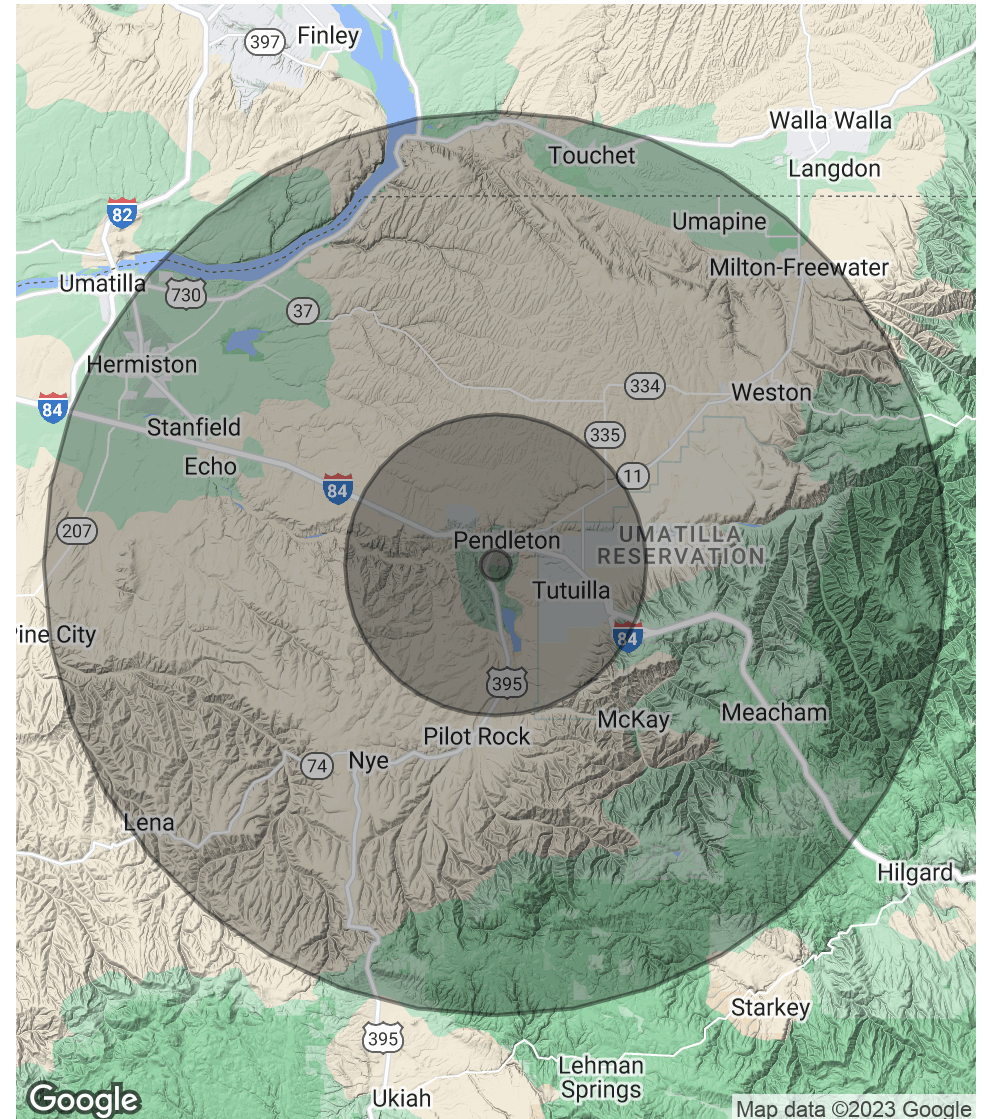 397
Finley
Walla Walla
Touchet
Langdon
82
Umapine
Milton-Freewater
Umatilla
730
37
Hermiston
334
Weston
84
Stanfield
335
Echo
11
84
207
Pendleton
UMATILLA
RESERVATION
Tutuilla
ine City
84
395
McKay
Meacham
Pilot Rock
74
Nye
Lena
Hilgard
Starkey
395
Lehman
Springs
Ukiah
Google
Map data ©2023 Google